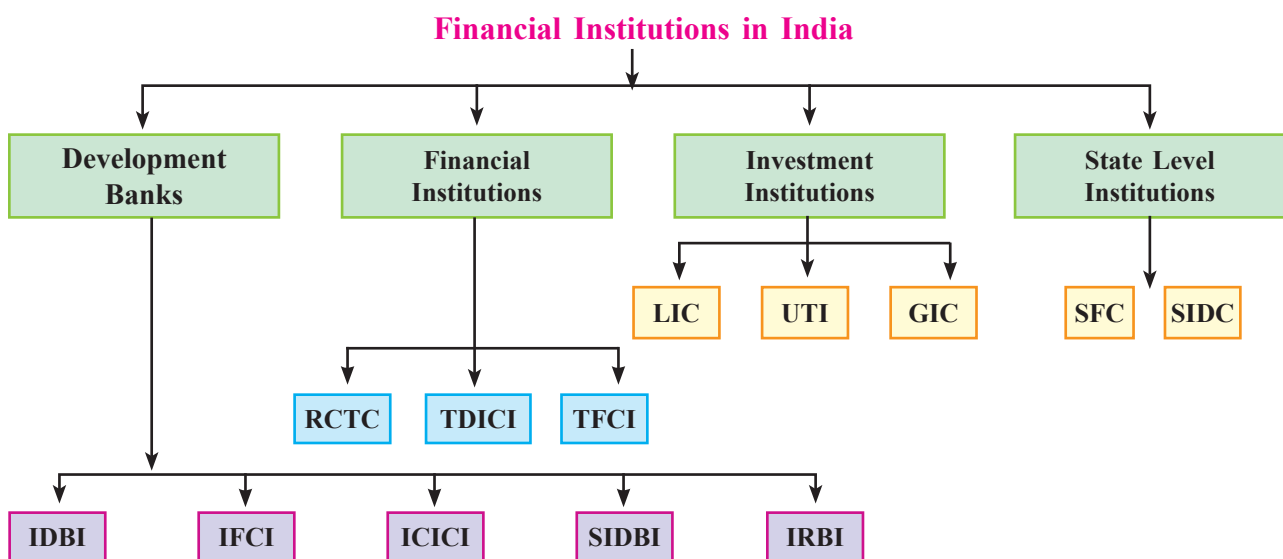 Financial Institutions in India
Development
Banks
Financial
Institutions
Investment
Institutions
State Level
Institutions
LIC
UTI
GIC
SFC
SIDC
RCTC
TDICI
TFCI
IDBI
IFCI
ICICI
SIDBI
IRBI